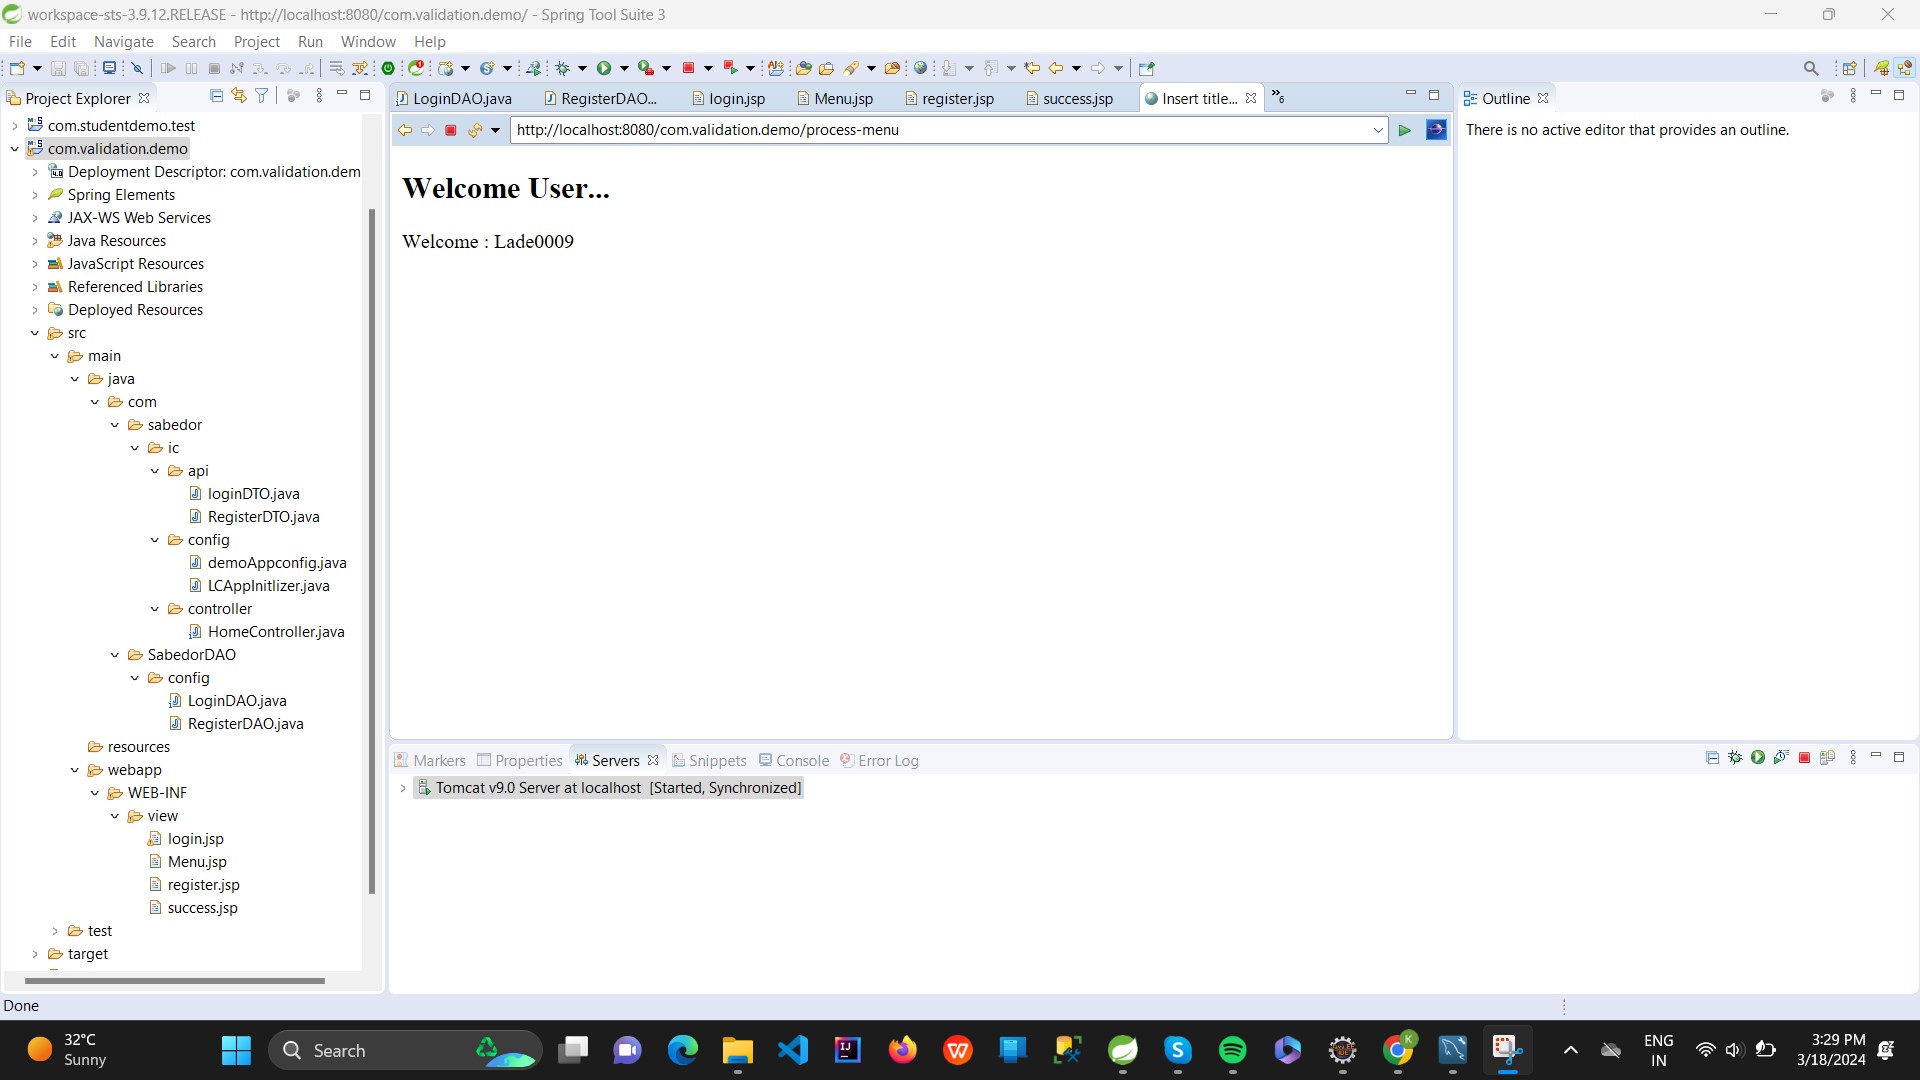 workspace-sts-3.9.12.RELEASE - http://localhost:8080/com.validation.demo/ - Spring Tool Suite 3
File Edit Navigate Search Project Run Window Help
Project Explorer
com.studentdemo.test
com.validation.demo
Deployment Descriptor: com.validation.dem
Spring Elements
JAX-WS Web Services
Java Resources
JavaScript Resources
Referenced Libraries
Deployed Resources
src
main
java
com
sabedor
ic
api
loginDTO.java
RegisterDTO.java
config
demoAppconfig.java
LCAppInitlizer.java
controller
HomeController.java
SabedorDAO
config
LoginDAO.java
RegisterDAO.java
resources
webapp
WEB-INF
view
login.jsp
Menu.jsp
register.jsp
success.jsp
test
target
LoginDAO.java RegisterDAO... login.jsp Menu.jsp register.jsp success.jsp Insert title... »6
http://localhost:8080/com.validation.demo/process-menu
Welcome User...
Welcome : Lade0009
Outline
There is no active editor that provides an outline.
Markers Properties Servers Snippets Console Error Log
Tomcat v9.0 Server at localhost [Started, Synchronized]
Done
32°C
Sunny
Search
ENG
IN
3:29 PM
3/18/2024